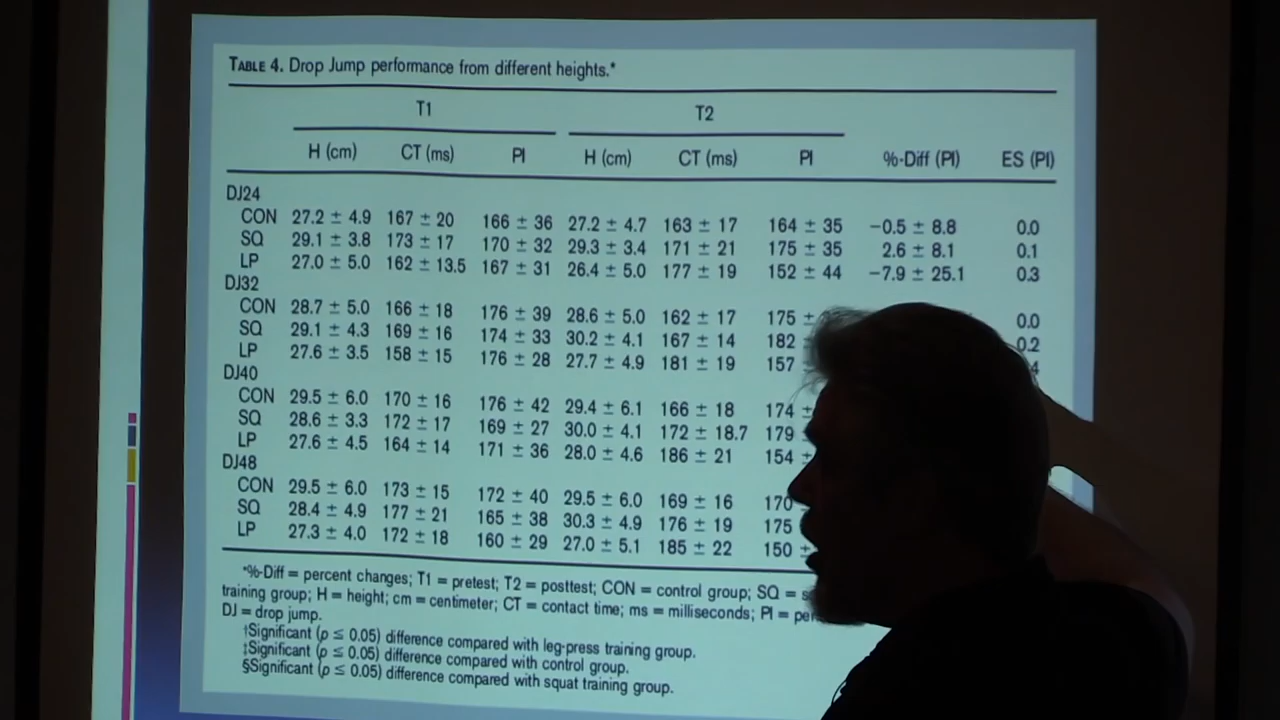 TABLE 4. Drop Jump performance from different heights.*
T1 T2
H (cm) CT (ms) PI H (cm) CT (ms) PI %-Diff (PI) ES (PI)
DJ24
CON 27.2 ± 4.9 167 ± 20 166 ± 36 27.2 ± 4.7 163 ± 17 164 ± 35 −0.5 ± 8.8 0.0
SQ 29.1 ± 3.8 173 ± 17 170 ± 32 29.3 ± 3.4 171 ± 21 175 ± 35 2.6 ± 8.1 0.1
LP 27.0 ± 5.0 162 ± 13.5 167 ± 31 26.4 ± 5.0 177 ± 19 152 ± 44 −7.9 ± 25.1 0.3
DJ32
CON 28.7 ± 5.0 166 ± 18 176 ± 39 28.6 ± 5.0 162 ± 17 175 ± 0.0
SQ 29.1 ± 4.3 169 ± 16 174 ± 33 30.2 ± 4.1 167 ± 14 182 0.2
LP 27.6 ± 3.5 158 ± 15 176 ± 28 27.7 ± 4.9 181 ± 19 157
DJ40
CON 29.5 ± 6.0 170 ± 16 176 ± 42 29.4 ± 6.1 166 ± 18 174 ±
SQ 28.6 ± 3.3 172 ± 17 169 ± 27 30.0 ± 4.1 172 ± 18.7 179
LP 27.6 ± 4.5 164 ± 14 171 ± 36 28.0 ± 4.6 186 ± 21 154 ±
DJ48
CON 29.5 ± 6.0 173 ± 15 172 ± 40 29.5 ± 6.0 169 ± 16 170
SQ 28.4 ± 4.9 177 ± 21 165 ± 38 30.3 ± 4.9 176 ± 19 175
LP 27.3 ± 4.0 172 ± 18 160 ± 29 27.0 ± 5.1 185 ± 22 150 ±
*%-Diff = percent changes; T1 = pretest; T2 = posttest; CON = control group; SQ =
training group; H = height; cm = centimeter; CT = contact time; ms = milliseconds; PI =
DJ = drop jump.
†Significant (p ≤ 0.05) difference compared with leg-press training group.
‡Significant (p ≤ 0.05) difference compared with control group.
§Significant (p ≤ 0.05) difference compared with squat training group.